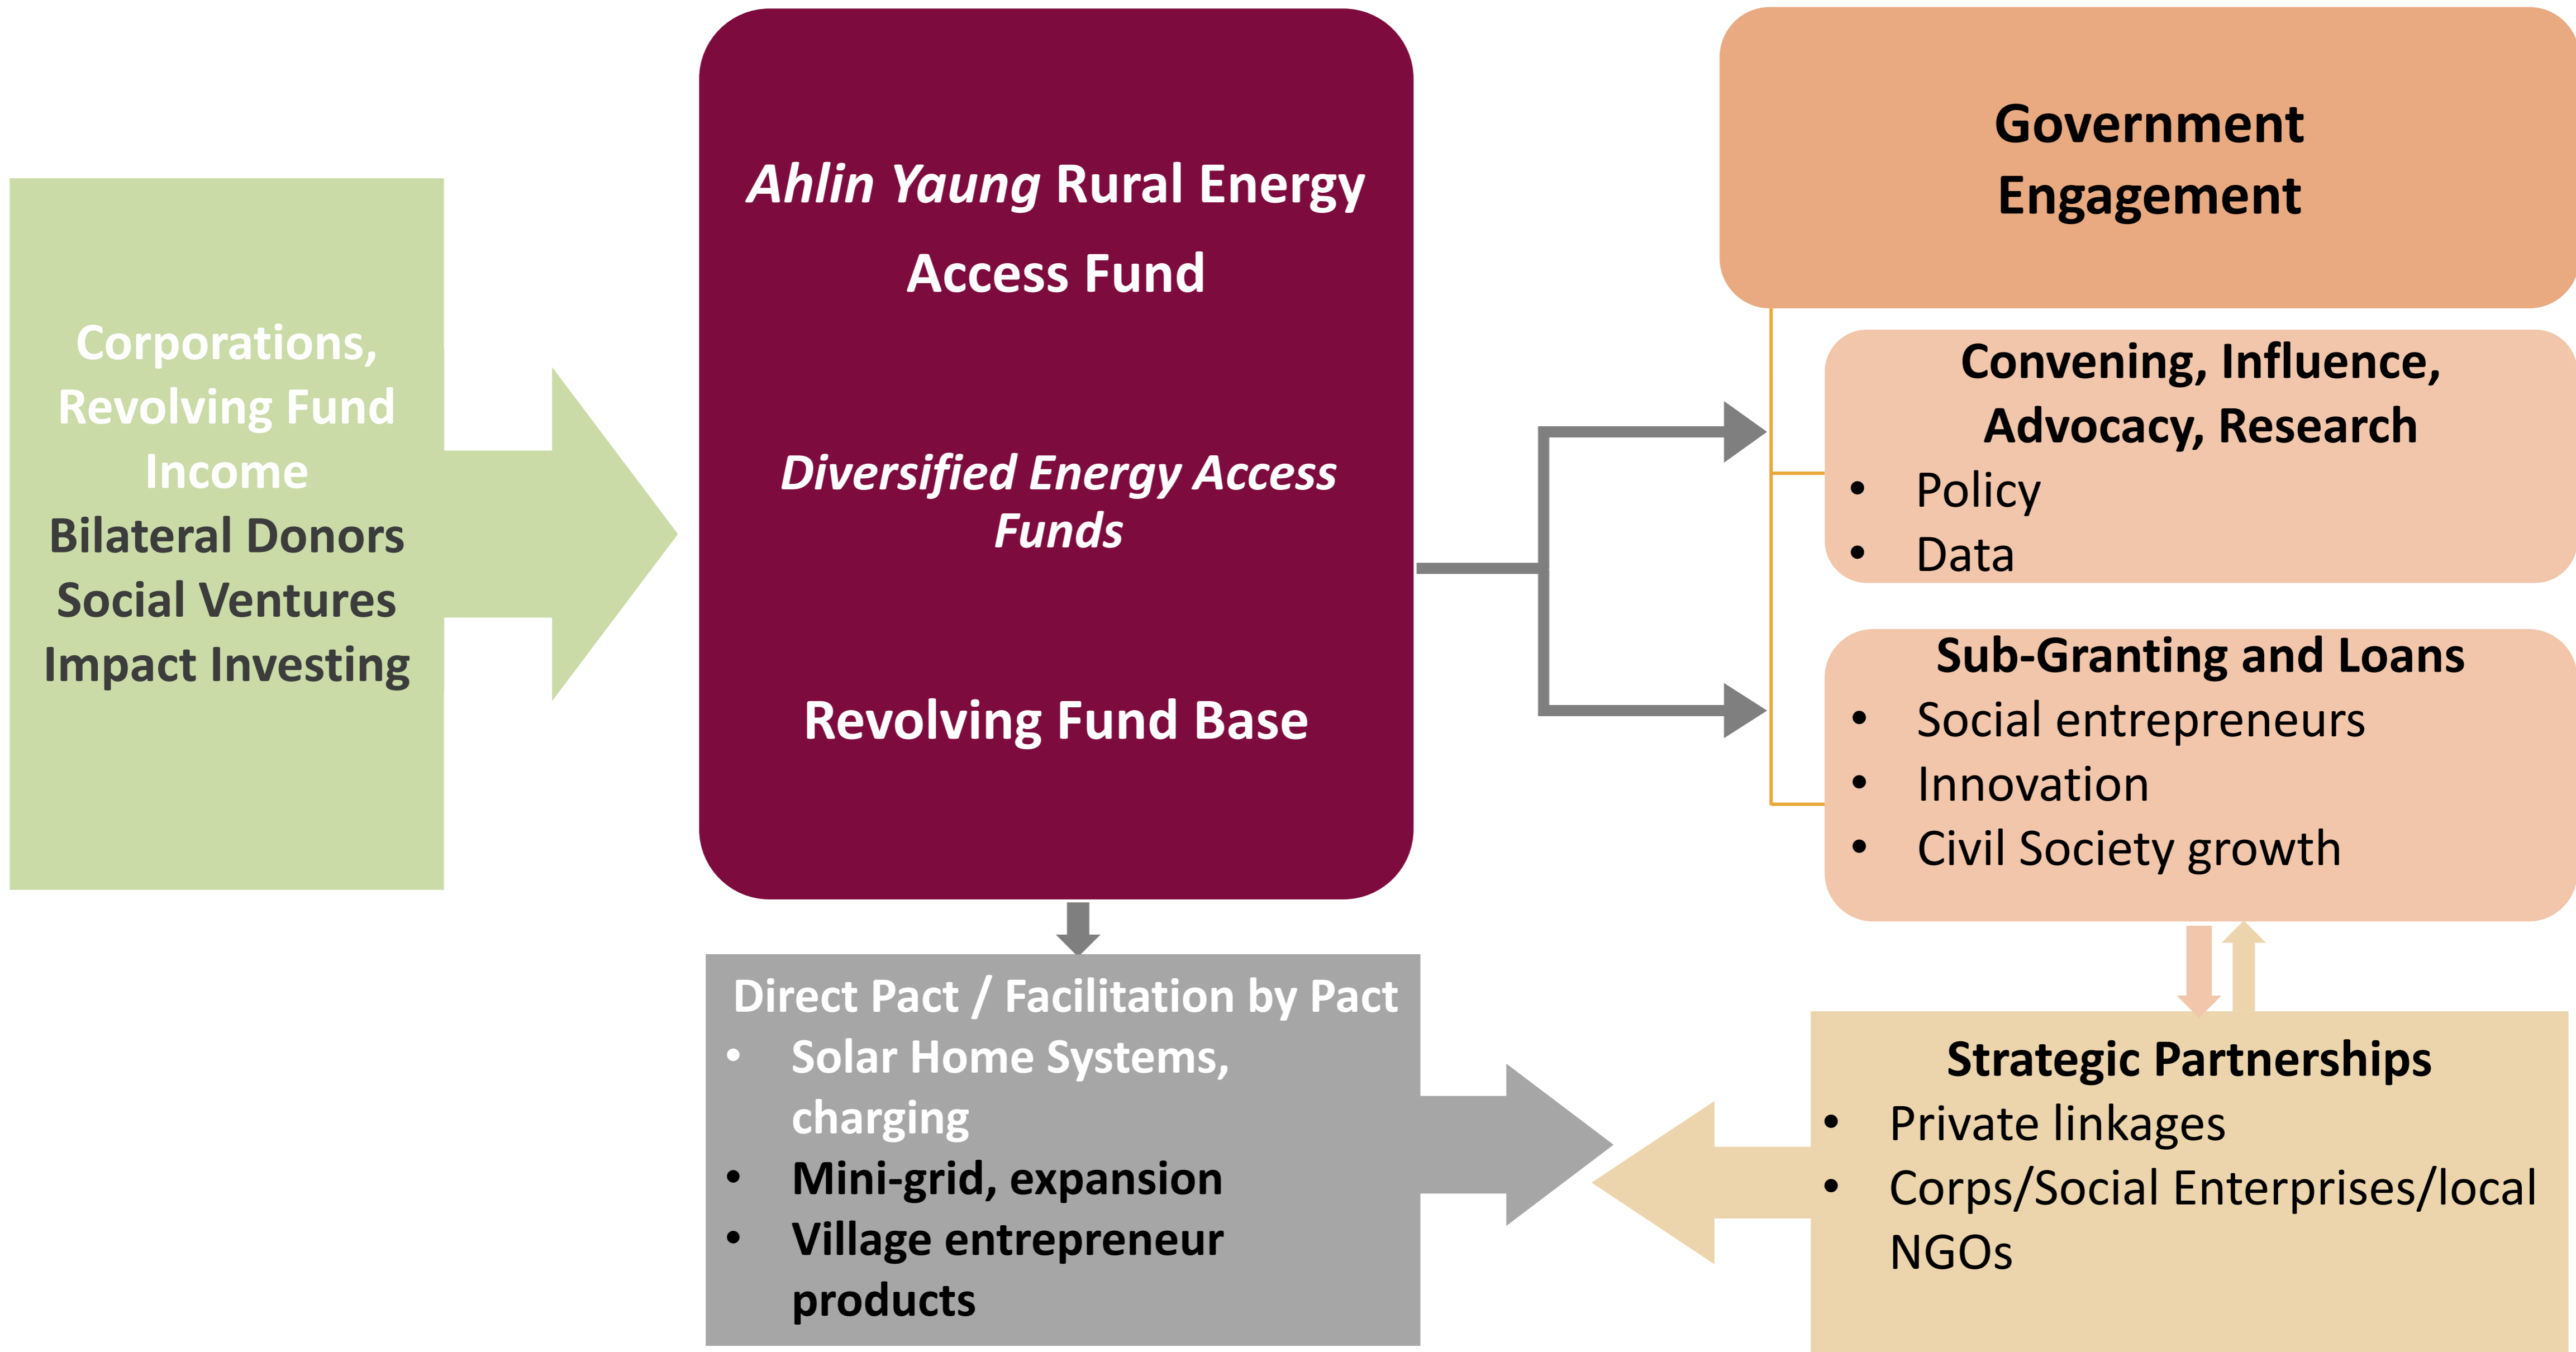 Corporations,
Revolving Fund
Income
Bilateral Donors
Social Ventures
Impact Investing
Ahlin Yaung Rural Energy
Access Fund
Diversified Energy Access
Funds
Revolving Fund Base
Government
Engagement
Convening, Influence,
Advocacy, Research
• Policy
• Data
Sub-Granting and Loans
• Social entrepreneurs
• Innovation
• Civil Society growth
Direct Pact / Facilitation by Pact
• Solar Home Systems,
charging
• Mini-grid, expansion
• Village entrepreneur
products
Strategic Partnerships
• Private linkages
• Corps/Social Enterprises/local
NGOs